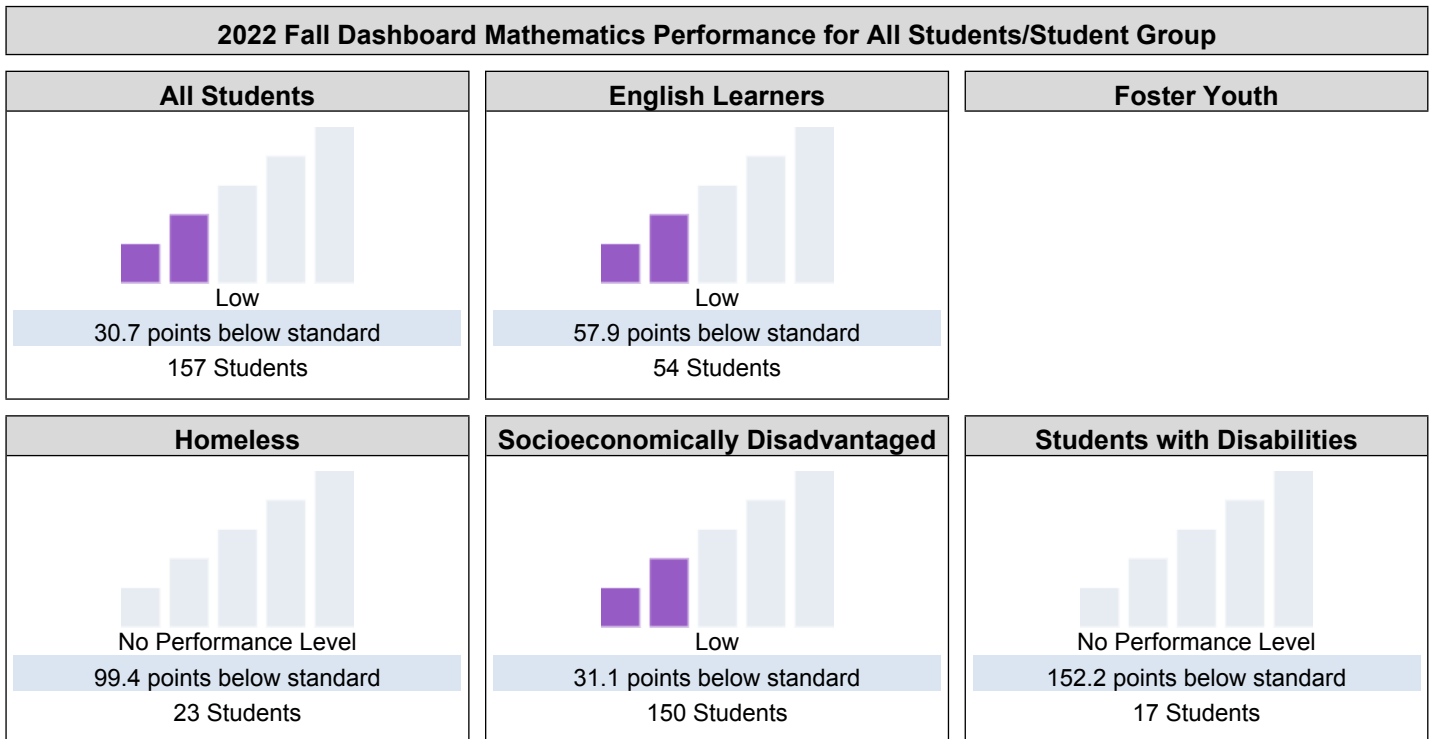 2022 Fall Dashboard Mathematics Performance for All Students/Student Group
All Students
Low
30.7 points below standard
157 Students
English Learners
Low
57.9 points below standard
54 Students
Foster Youth
Homeless
No Performance Level
99.4 points below standard
23 Students
Socioeconomically Disadvantaged
Low
31.1 points below standard
150 Students
Students with Disabilities
No Performance Level
152.2 points below standard
17 Students